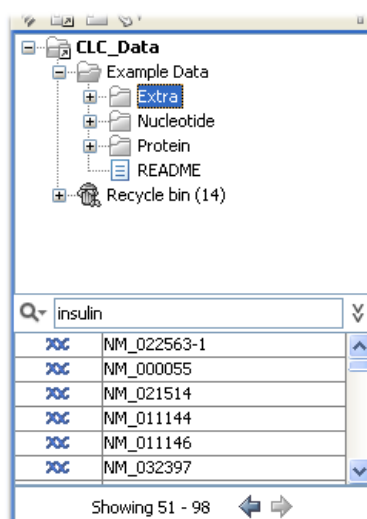 CLC_Data
Example Data
Extra
Nucleotide
Protein
README
Recycle bin (14)
insulin
NM_022563-1
NM_000055
NM_021514
NM_011144
NM_011146
NM_032397
Showing 51 - 98